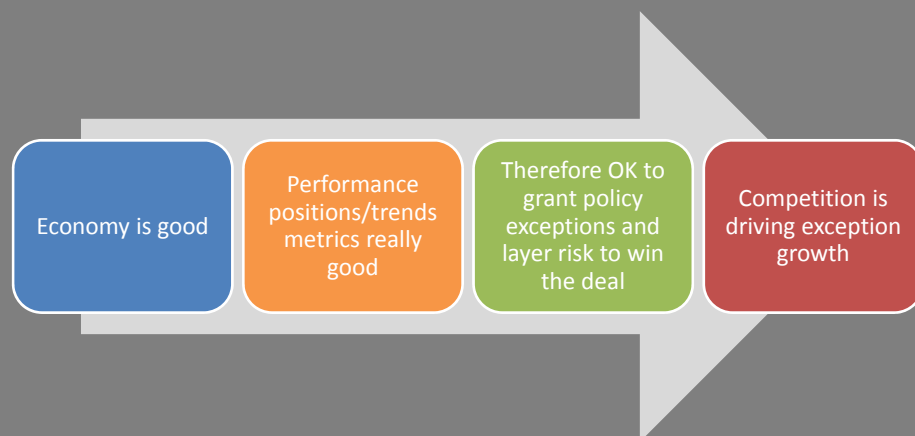 Economy is good
Performance
positions/trends
metrics really
good
Therefore OK to
grant policy
exceptions and
layer risk to win
the deal
Competition is
driving exception
growth